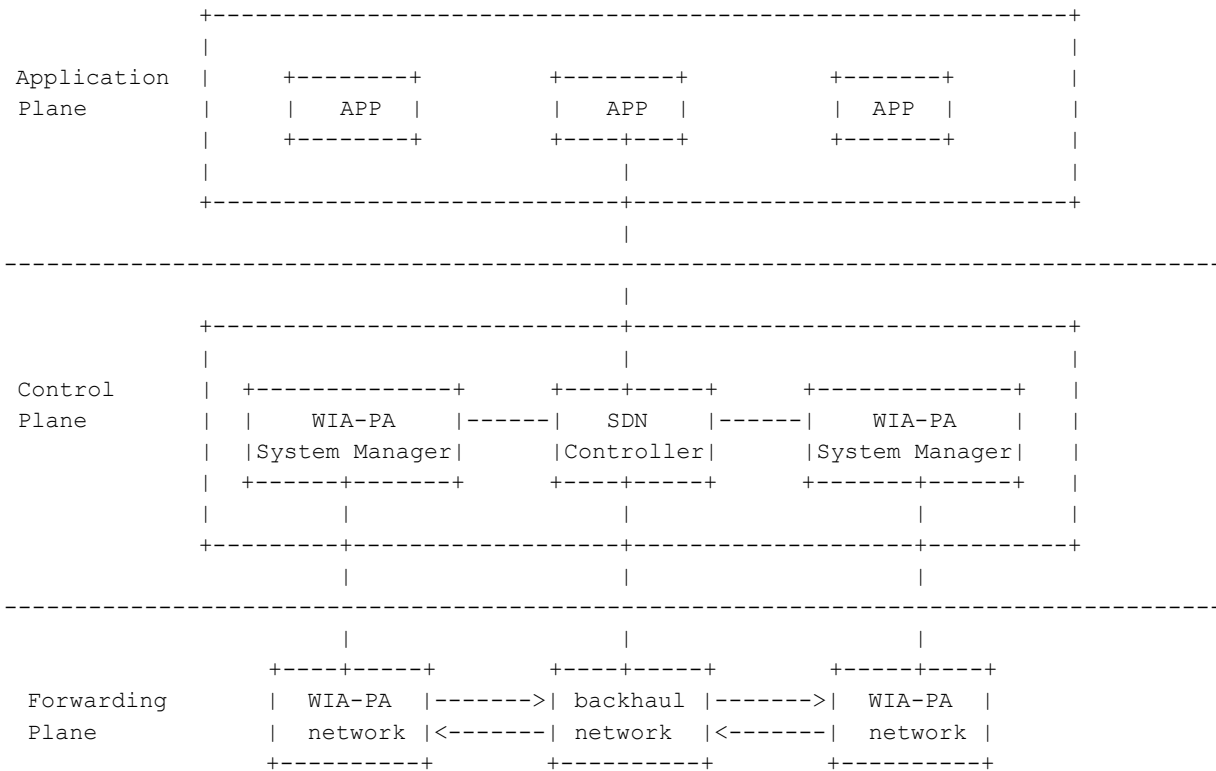 Application
Plane APP APP APP
Control
Plane WIA-PA SDN WIA-PA
System Manager Controller System Manager
Forwarding WIA-PA backhaul WIA-PA
Plane network network network